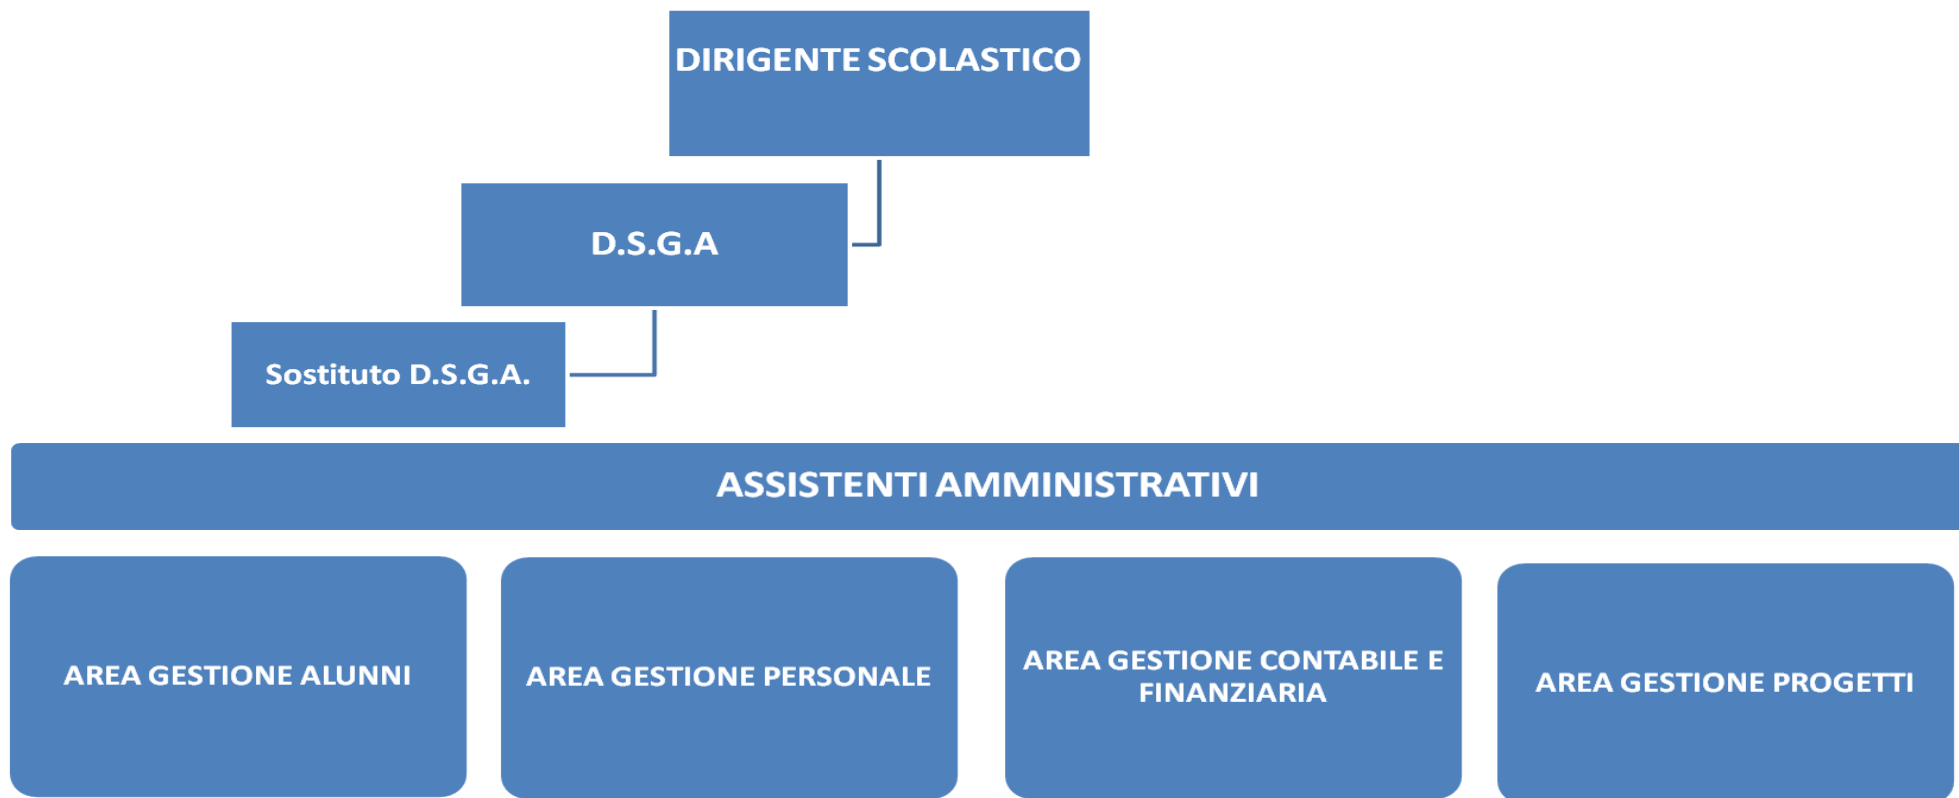 DIRIGENTE SCOLASTICO
D.S.G.A
Sostituto D.S.G.A.
ASSISTENTI AMMINISTRATIVI
AREA GESTIONE ALUNNI
AREA GESTIONE PERSONALE
AREA GESTIONE CONTABILE E
FINANZIARIA
AREA GESTIONE PROGETTI